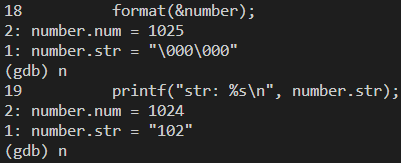 18          format(&number);
2: number.num = 1025
1: number.str = "\000\000"
(gdb) n
19          printf("str: %s\n", number.str);
2: number.num = 1024
1: number.str = "102"
(gdb) n